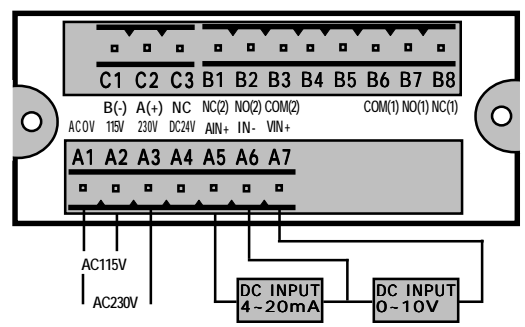 C1 C2 C3 B1 B2 B3 B4 B5 B6 B7 B8
B(-) A(+) NC NC(2) NO(2) COM(2) COM(1) NO(1) NC(1)
AC0V 115V 230V DC24V AIN+ IN- VIN+
A1 A2 A3 A4 A5 A6 A7
AC115V
AC230V
DC INPUT
4~20mA
DC INPUT
0~10V